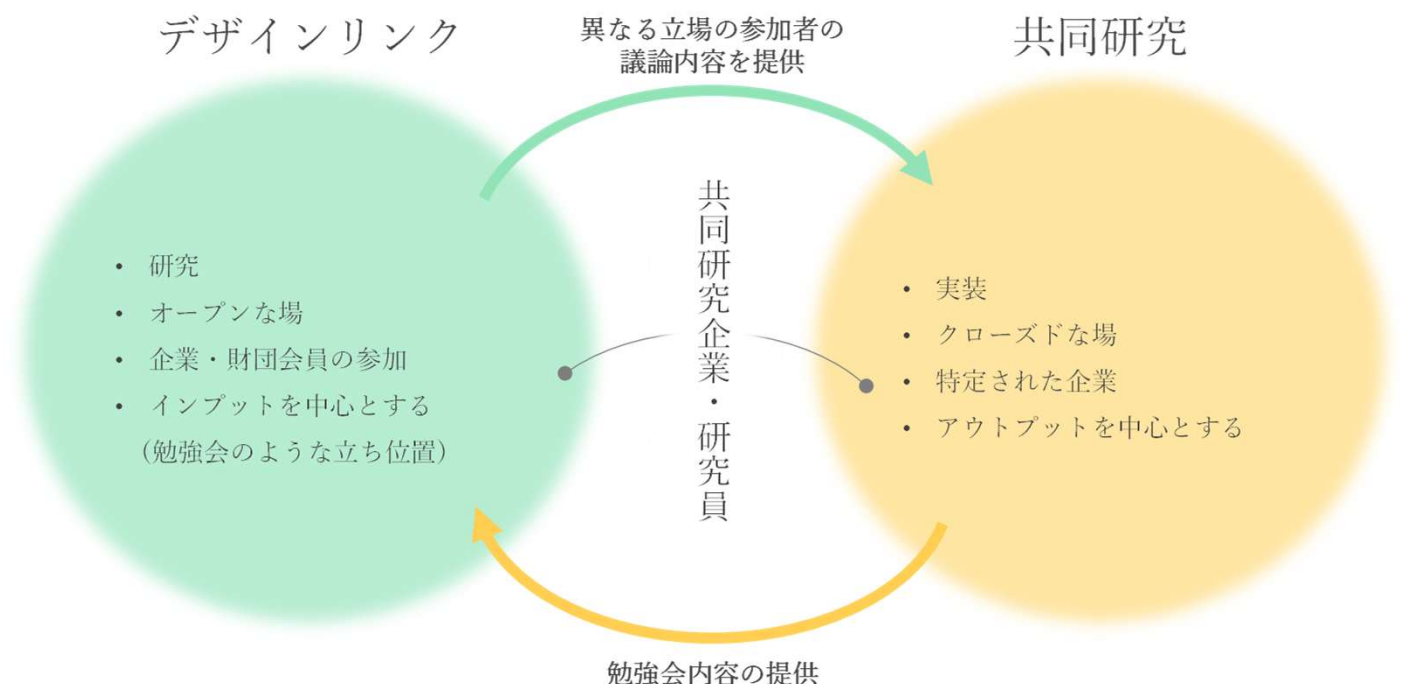 デザインリンク
異なる立場の参加者の
議論内容を提供
共同研究
• 研究
• オープンな場
• 企業・財団会員の参加
• インプットを中心とする
(勉強会のような立ち位置)
共同研究企業・研究員
• 実装
• クローズドな場
• 特定された企業
• アウトプットを中心とする
勉強会内容の提供